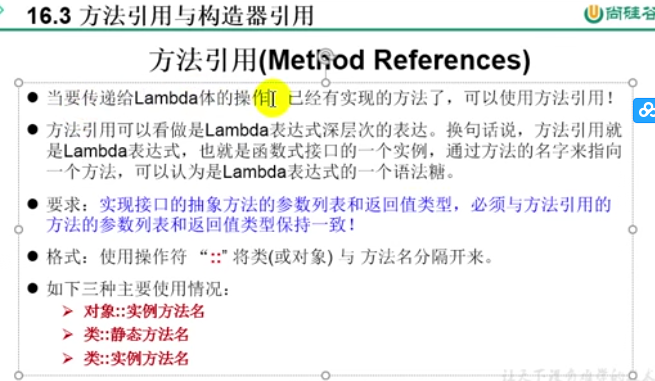 16.3 方法引用与构造器引用
尚硅谷
方法引用(Method References)
● 当要传递给Lambda体的操作，已经有实现的方法了，可以使用方法引用！
● 方法引用可以看做是Lambda表达式深层次的表达。换句话说，方法引用就
是Lambda表达式，也就是函数式接口的一个实例，通过方法的名字来指向
一个方法，可以认为是Lambda表达式的一个语法糖。
● 要求：实现接口的抽象方法的参数列表和返回值类型，必须与方法引用的
方法的参数列表和返回值类型保持一致！
● 格式：使用操作符 “::” 将类(或对象) 与 方法名分隔开来。
● 如下三种主要使用情况：
➢ 对象::实例方法名
➢ 类::静态方法名
➢ 类::实例方法名